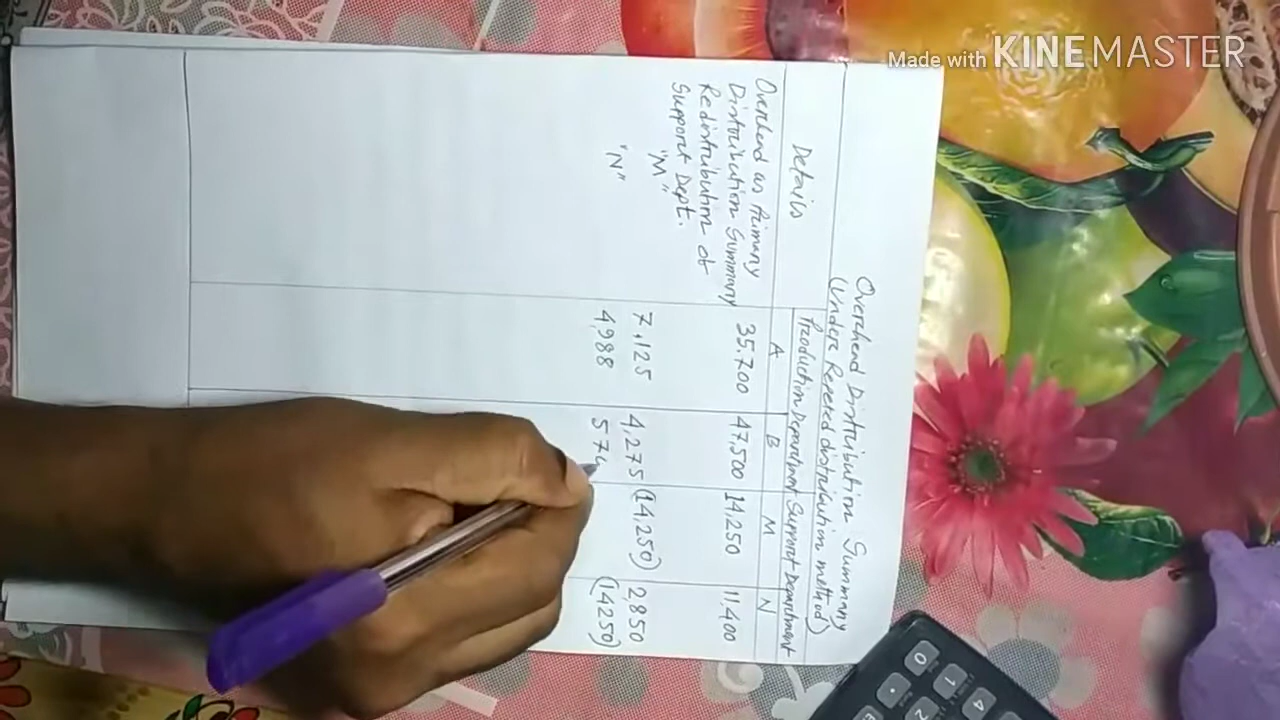 Made with KINEMASTER
Overhead Distribution Summary
(Under Repeted distribution method)
Details Production Department Support Department
A B M N
Overhead as Primary
Distribution Summary 35,700 47,500 14,250 11,400
Redistribution of
Support Dept.
"M" 7,125 4,275 (14,250) 2,850
"N" 4,988 574 (14250)